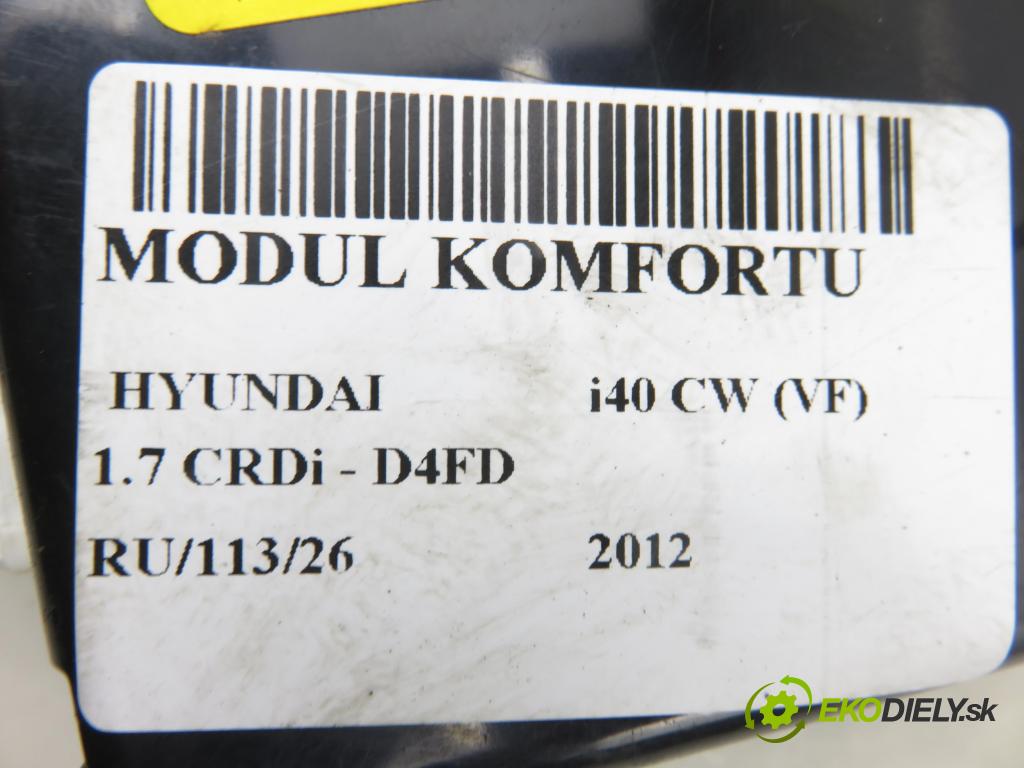 MODUL KOMFORTU
HYUNDAI i40 CW (VF)
1.7 CRDi - D4FD
RU/113/26 2012
EKODIELY.sk